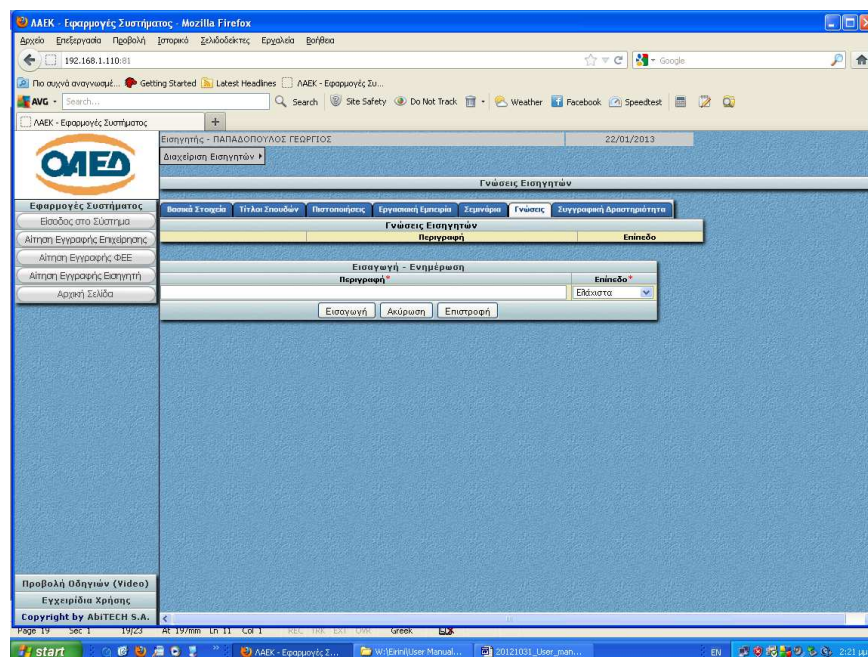 ΛΑΕΚ - Εφαρμογές Συστήματος - Mozilla Firefox
Αρχείο Επεξεργασία Προβολή Ιστορικό Σελιδοδείκτες Εργαλεία Βοήθεια
192.168.1.110:81
Google
Πιο συχνά αναγνωσμέ... Getting Started Latest Headlines ΛΑΕΚ - Εφαρμογές Συ...
AVG Search... Search Site Safety Do Not Track Weather Facebook Speedtest
ΛΑΕΚ - Εφαρμογές Συστήματος
Εισηγητής - ΠΑΠΑΔΟΠΟΥΛΟΣ ΓΕΩΡΓΙΟΣ 22/01/2013
Διαχείριση Εισηγητών
ΟΑΕΔ
Γνώσεις Εισηγητών
Εφαρμογές Συστήματος
Είσοδος στο Σύστημα
Αίτηση Εγγραφής Επιχείρησης
Αίτηση Εγγραφής ΦΕΕ
Αίτηση Εγγραφής Εισηγητή
Αρχική Σελίδα
Βασικά Στοιχεία Τίτλοι Σπουδών Πιστοποιήσεις Εργασιακή Εμπειρία Σεμινάρια Γνώσεις Συγγραφική Δραστηριότητα
Γνώσεις Εισηγητών
Περιγραφή Επίπεδο
Εισαγωγή - Ενημέρωση
Περιγραφή* Επίπεδο*
Ελάχιστα
Εισαγωγή Ακύρωση Επιστροφή
Προβολή Οδηγιών (Video)
Εγχειρίδια Χρήσης
Copyright by AbiTECH S.A.
Page 19 Sec 1 19/23 At 197mm Ln 11 Col 1 REC TRK EXT OVR Greek
start ΛΑΕΚ - Εφαρμογές Σ... W:\Eirini\User Manual... 20121031_User_man... EN 2:21 μμ